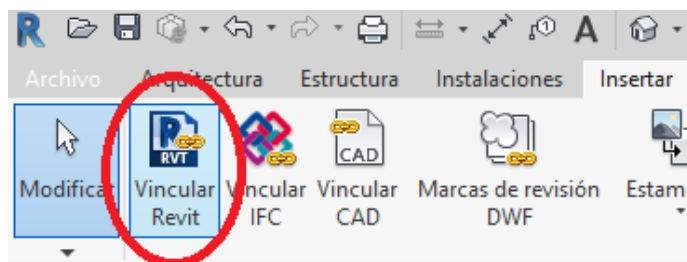 R
A
Archivo Arquitectura Estructura Instalaciones Insertar
R
RVT
CAD
Modificar Vincular Vincular Vincular Marcas de revisión Estam
Revit IFC CAD DWF